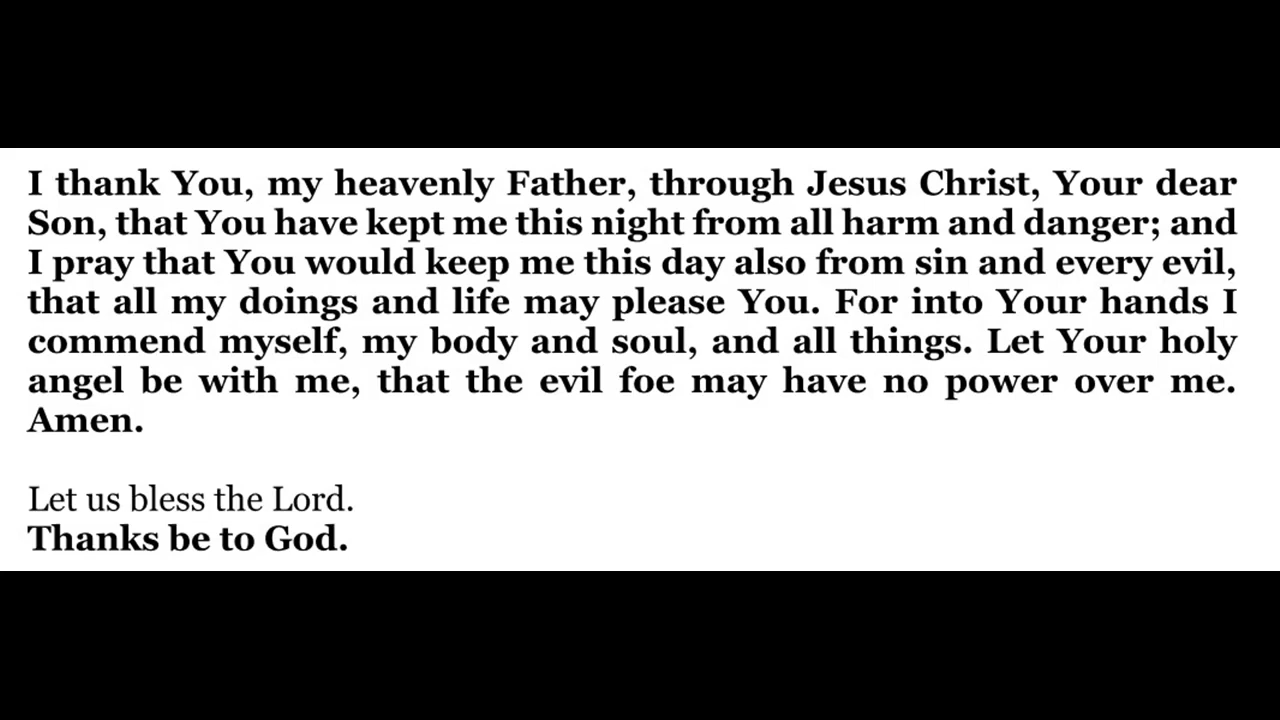 I thank You, my heavenly Father, through Jesus Christ, Your dear
Son, that You have kept me this night from all harm and danger; and
I pray that You would keep me this day also from sin and every evil,
that all my doings and life may please You. For into Your hands I
commend myself, my body and soul, and all things. Let Your holy
angel be with me, that the evil foe may have no power over me.
Amen.
Let us bless the Lord.
Thanks be to God.